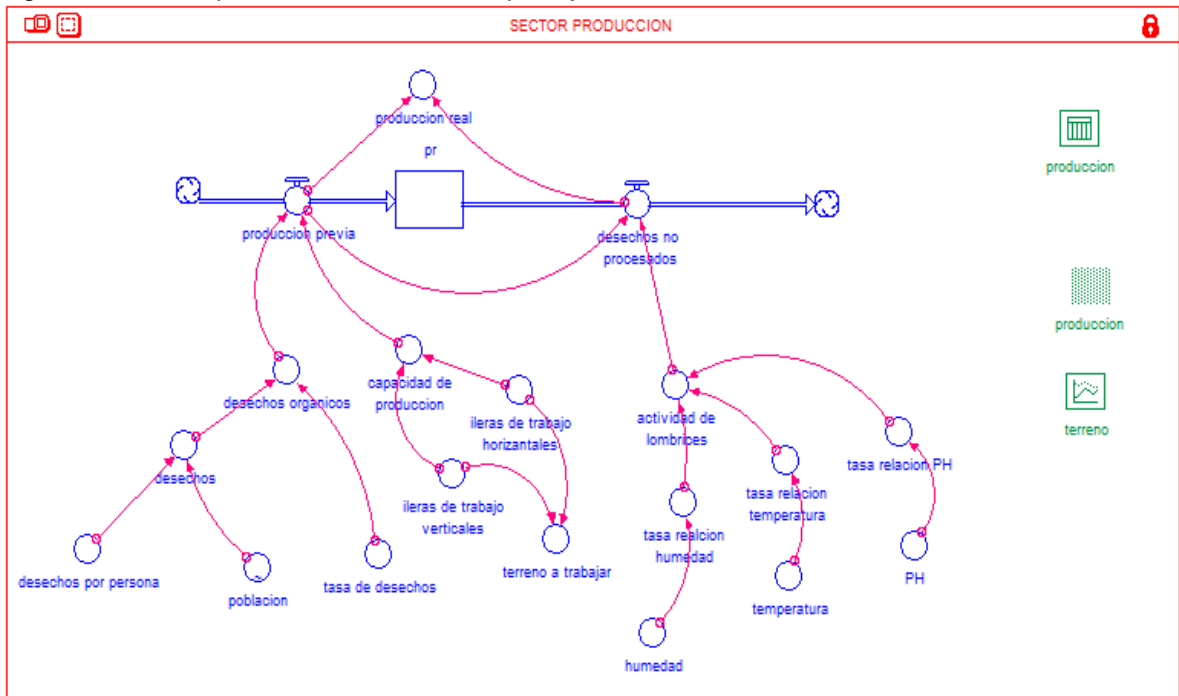 SECTOR PRODUCCION
produccion real
pr
produccion
produccion previa
desechos no
procesados
produccion
capacidad de
produccion
desechos organicos
ileras de trabajo
horizantales
actividad de
lombrices
terreno
tasa relacion PH
desechos
ileras de trabajo
verticales
tasa relacion
temperatura
tasa realcion
humedad
desechos por persona
poblacion
tasa de desechos
terreno a trabajar
temperatura
PH
humedad